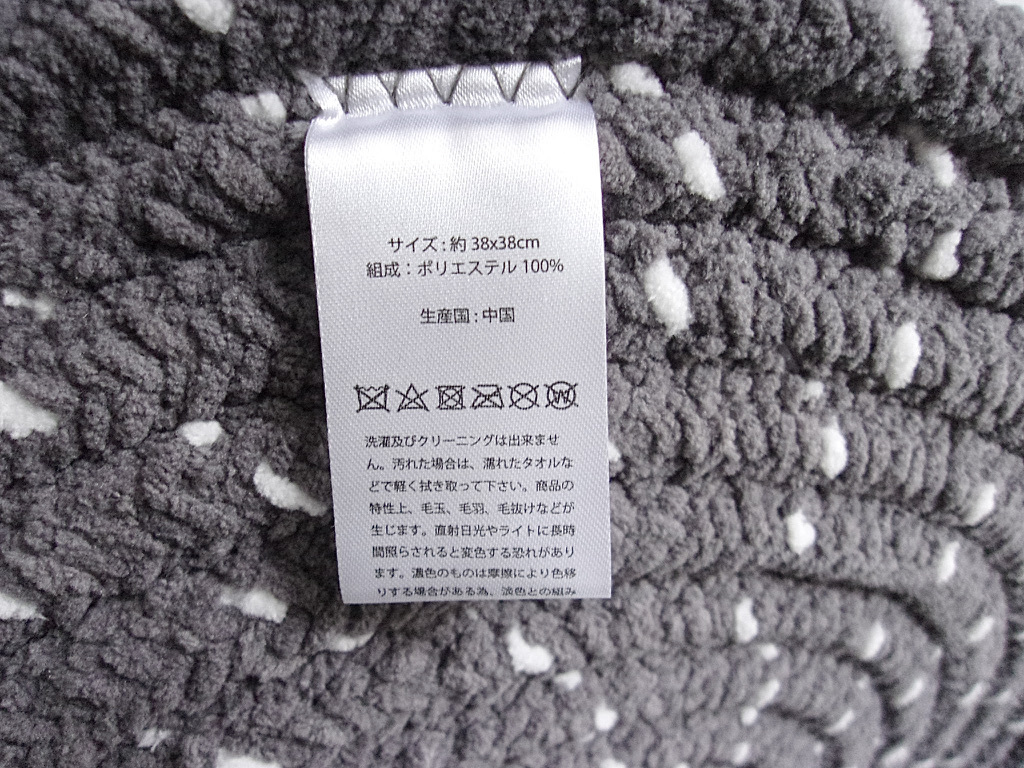 サイズ : 約 38x38cm
組成：ポリエステル 100%
生産国 : 中国
洗濯及びクリーニングは出来ませ
ん。汚れた場合は、濡れたタオルな
どで軽く拭き取って下さい。商品の
特性上、毛玉、毛羽、毛抜けなどが
生じます。直射日光やライトに長時
間照らされると変色する恐れがあり
ます。濃色のものは摩擦により色移
りする場合がある為、淡色との組み